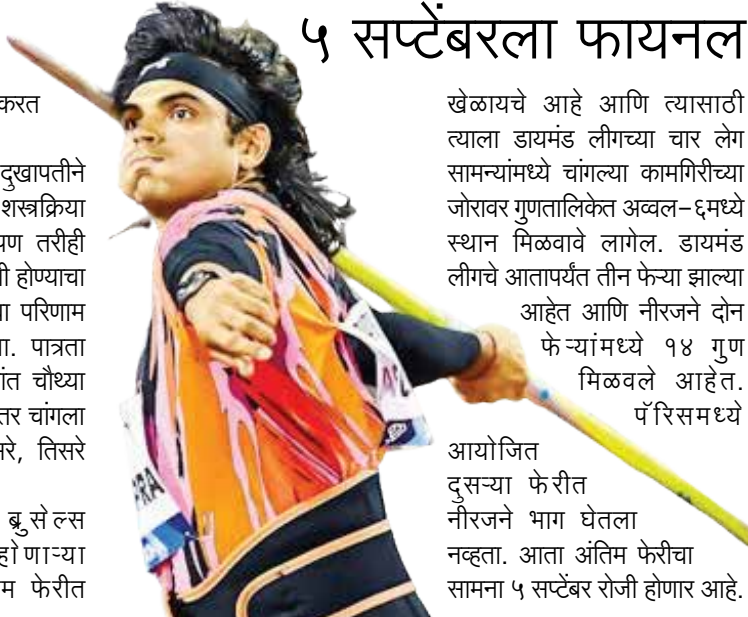 ५ सप्टेंबरला फायनल
करत
दुखापतीने
शस्त्रक्रिया
पण तरीही
होण्याचा
परिणाम
पात्रता
चौथ्या
चांगला
तिसरे
ब्रुसेल्स
होणाऱ्या
फेरीत
खेळायचे आहे आणि त्यासाठी
त्याला डायमंड लीगच्या चार लेग
सामन्यांमध्ये चांगल्या कामगिरीच्या
जोरावर गुणतालिकेत अव्वल-६मध्ये
स्थान मिळवावे लागेल. डायमंड
लीगचे आतापर्यंत तीन फेऱ्या झाल्या
आहेत आणि नीरजने दोन
फेऱ्यांमध्ये १४ गुण
मिळवले आहेत.
पॅरिसमध्ये
आयोजित
दुसऱ्या फेरीत
नीरजने भाग घेतला
नव्हता. आता अंतिम फेरीचा
सामना ५ सप्टेंबर रोजी होणार आहे.